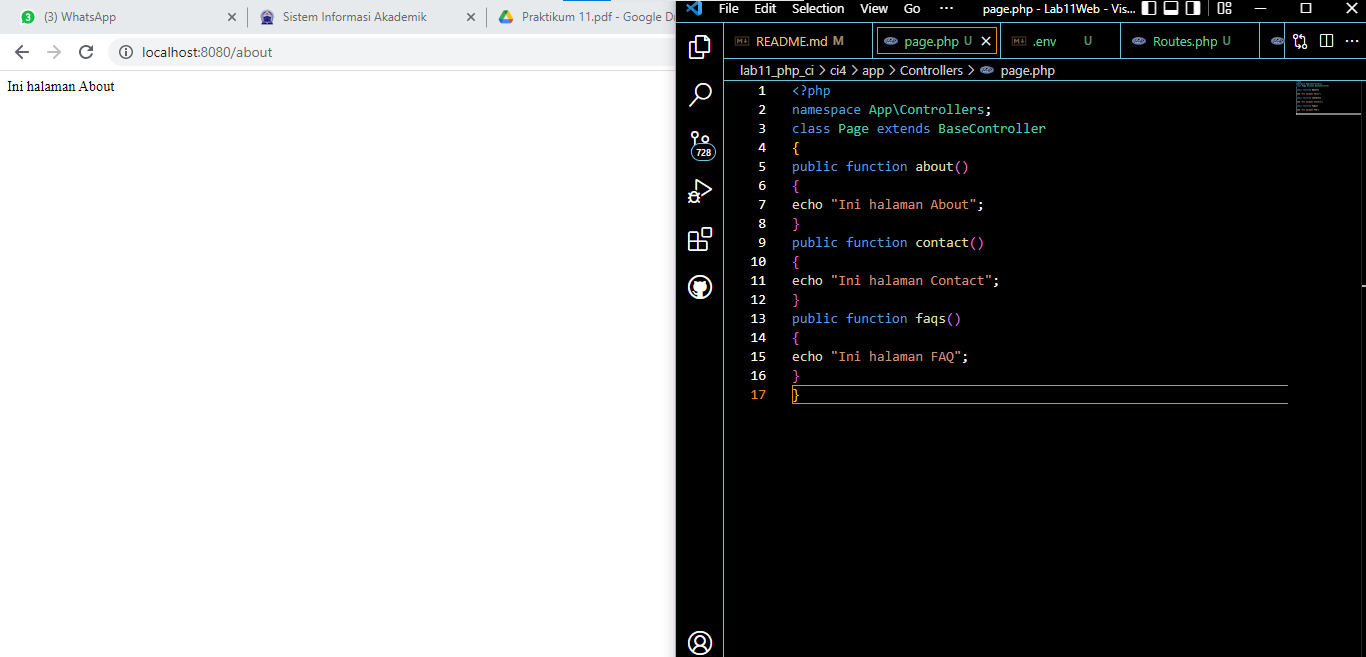 (3) WhatsApp
Sistem Informasi Akademik
Praktikum 11.pdf - Google Dr
localhost:8080/about
Ini halaman About
File Edit Selection View Go ··· page.php - Lab11Web - Vis...
README.md M
page.php U
.env U
Routes.php U
lab11_php_ci > ci4 > app > Controllers > page.php
728
1 <?php
2 namespace App\Controllers;
3 class Page extends BaseController
4 {
5 public function about()
6 {
7 echo "Ini halaman About";
8 }
9 public function contact()
10 {
11 echo "Ini halaman Contact";
12 }
13 public function faqs()
14 {
15 echo "Ini halaman FAQ";
16 }
17 }